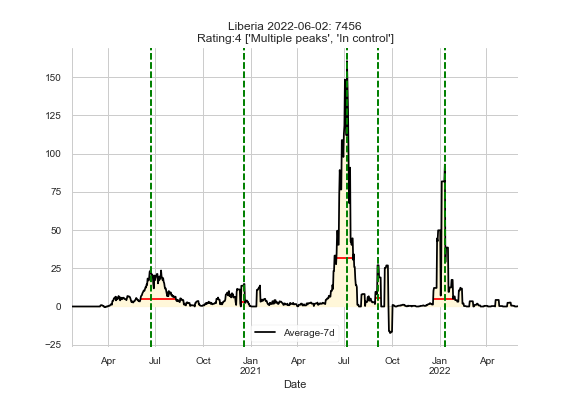 Liberia 2022-06-02: 7456
Rating:4 ['Multiple peaks', 'In control']
150
125
100
75
50
25
0
−25
Average-7d
Apr Jul Oct Jan Apr Jul Oct Jan Apr
2021 2022
Date